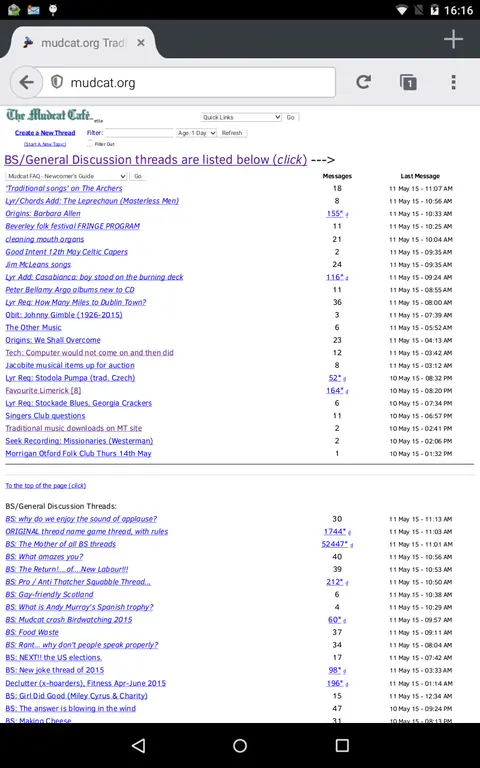 16:16
mudcat.org Trad
mudcat.org
1
The Mudcat Café
Quick Links Go
Create a New Thread Filter: Age: 1 Day Refresh
(Start A New Topic) Filter Out
BS/General Discussion threads are listed below (click) --->
Mudcat FAQ - Newcomer's Guide Go Messages Last Message
'Traditional songs' on The Archers 18 11 May 15 - 11:07 AM
Lyr/Chords Add: The Leprechaun (Masterless Men) 8 11 May 15 - 10:56 AM
Origins: Barbara Allen 155* d 11 May 15 - 10:33 AM
Beverley folk festival FRINGE PROGRAM 11 11 May 15 - 10:25 AM
cleaning mouth organs 21 11 May 15 - 10:04 AM
Good Intent 12th May Celtic Capers 2 11 May 15 - 09:35 AM
Jim McLeans songs 24 11 May 15 - 09:35 AM
Lyr Add: Casabianca: boy stood on the burning deck 116* d 11 May 15 - 09:24 AM
Peter Bellamy Argo albums new to CD 11 11 May 15 - 08:55 AM
Lyr Req: How Many Miles to Dublin Town? 36 11 May 15 - 08:00 AM
Obit: Johnny Gimble (1926-2015) 3 11 May 15 - 07:39 AM
The Other Music 6 11 May 15 - 05:52 AM
Origins: We Shall Overcome 23 11 May 15 - 04:13 AM
Tech: Computer would not come on and then did 12 11 May 15 - 03:42 AM
Jacobite musical items up for auction 8 11 May 15 - 03:12 AM
Lyr Req: Stodola Pumpa (trad. Czech) 52* d 10 May 15 - 08:32 PM
Favourite Limerick [8] 164* d 10 May 15 - 08:20 PM
Lyr Req: Stockade Blues, Georgia Crackers 6 10 May 15 - 07:34 PM
Singers Club questions 11 10 May 15 - 06:57 PM
Traditional music downloads on MT site 2 10 May 15 - 02:41 PM
Seek Recording: Missionaries (Westerman) 2 10 May 15 - 02:06 PM
Morrigan Otford Folk Club Thurs 14th May 1 10 May 15 - 01:32 PM
To the top of the page (click)
BS/General Discussion Threads:
BS: why do we enjoy the sound of applause? 30 11 May 15 - 11:13 AM
ORIGINAL thread name game thread, with rules 1744* d 11 May 15 - 11:03 AM
BS: The Mother of all BS threads 52447* d 11 May 15 - 11:01 AM
BS: What amazes you? 40 11 May 15 - 10:56 AM
BS: The Return!...of...New Labour!!! 39 11 May 15 - 10:53 AM
BS: Pro / Anti Thatcher Squabble Thread... 212* d 11 May 15 - 10:50 AM
BS: Gay-friendly Scotland 6 11 May 15 - 10:38 AM
BS: What is Andy Murray's Spanish trophy? 4 11 May 15 - 10:29 AM
BS: Mudcat crash Birdwatching 2015 60* d 11 May 15 - 09:57 AM
BS: Food Waste 37 11 May 15 - 09:11 AM
BS: Rant... why don't people speak properly? 34 11 May 15 - 08:04 AM
BS: NEXT!! the US elections. 17 11 May 15 - 07:42 AM
BS: New joke thread of 2015 98* d 11 May 15 - 03:33 AM
Declutter (x-hoarders), Fitness Apr-June 2015 196* d 11 May 15 - 01:14 AM
BS: Girl Did Good (Miley Cyrus & Charity) 15 11 May 15 - 12:34 AM
BS: The answer is blowing in the wind 47 10 May 15 - 09:24 PM
BS: Making Cheese 31 10 May 15 - 08:13 PM